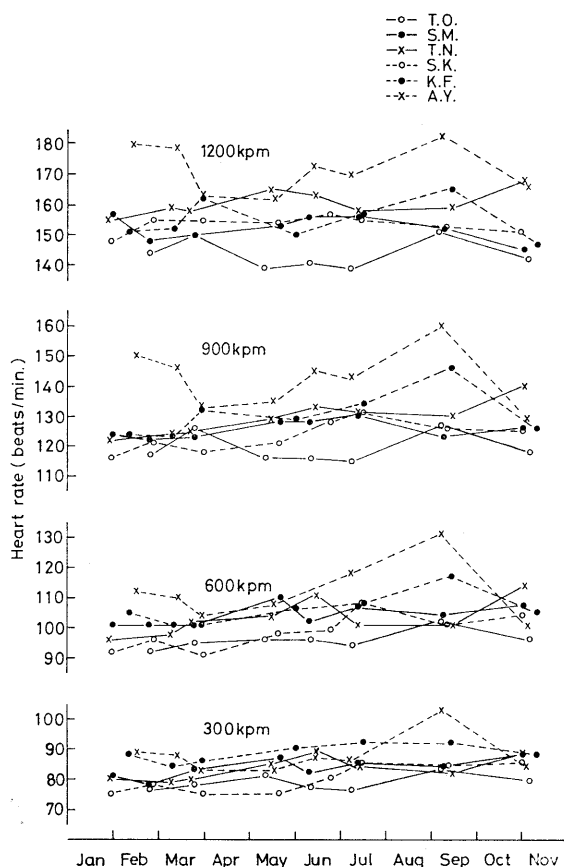 T.O.
S.M.
T.N.
S.K.
K.F.
A.Y.
1200kpm
180
170
160
150
140
900kpm
160
150
140
130
120
110
600kpm
130
120
110
100
90
300kpm
100
90
80
70
Heart rate (beats/min.)
Jan Feb Mar Apr May Jun Jul Aug Sep Oct Nov